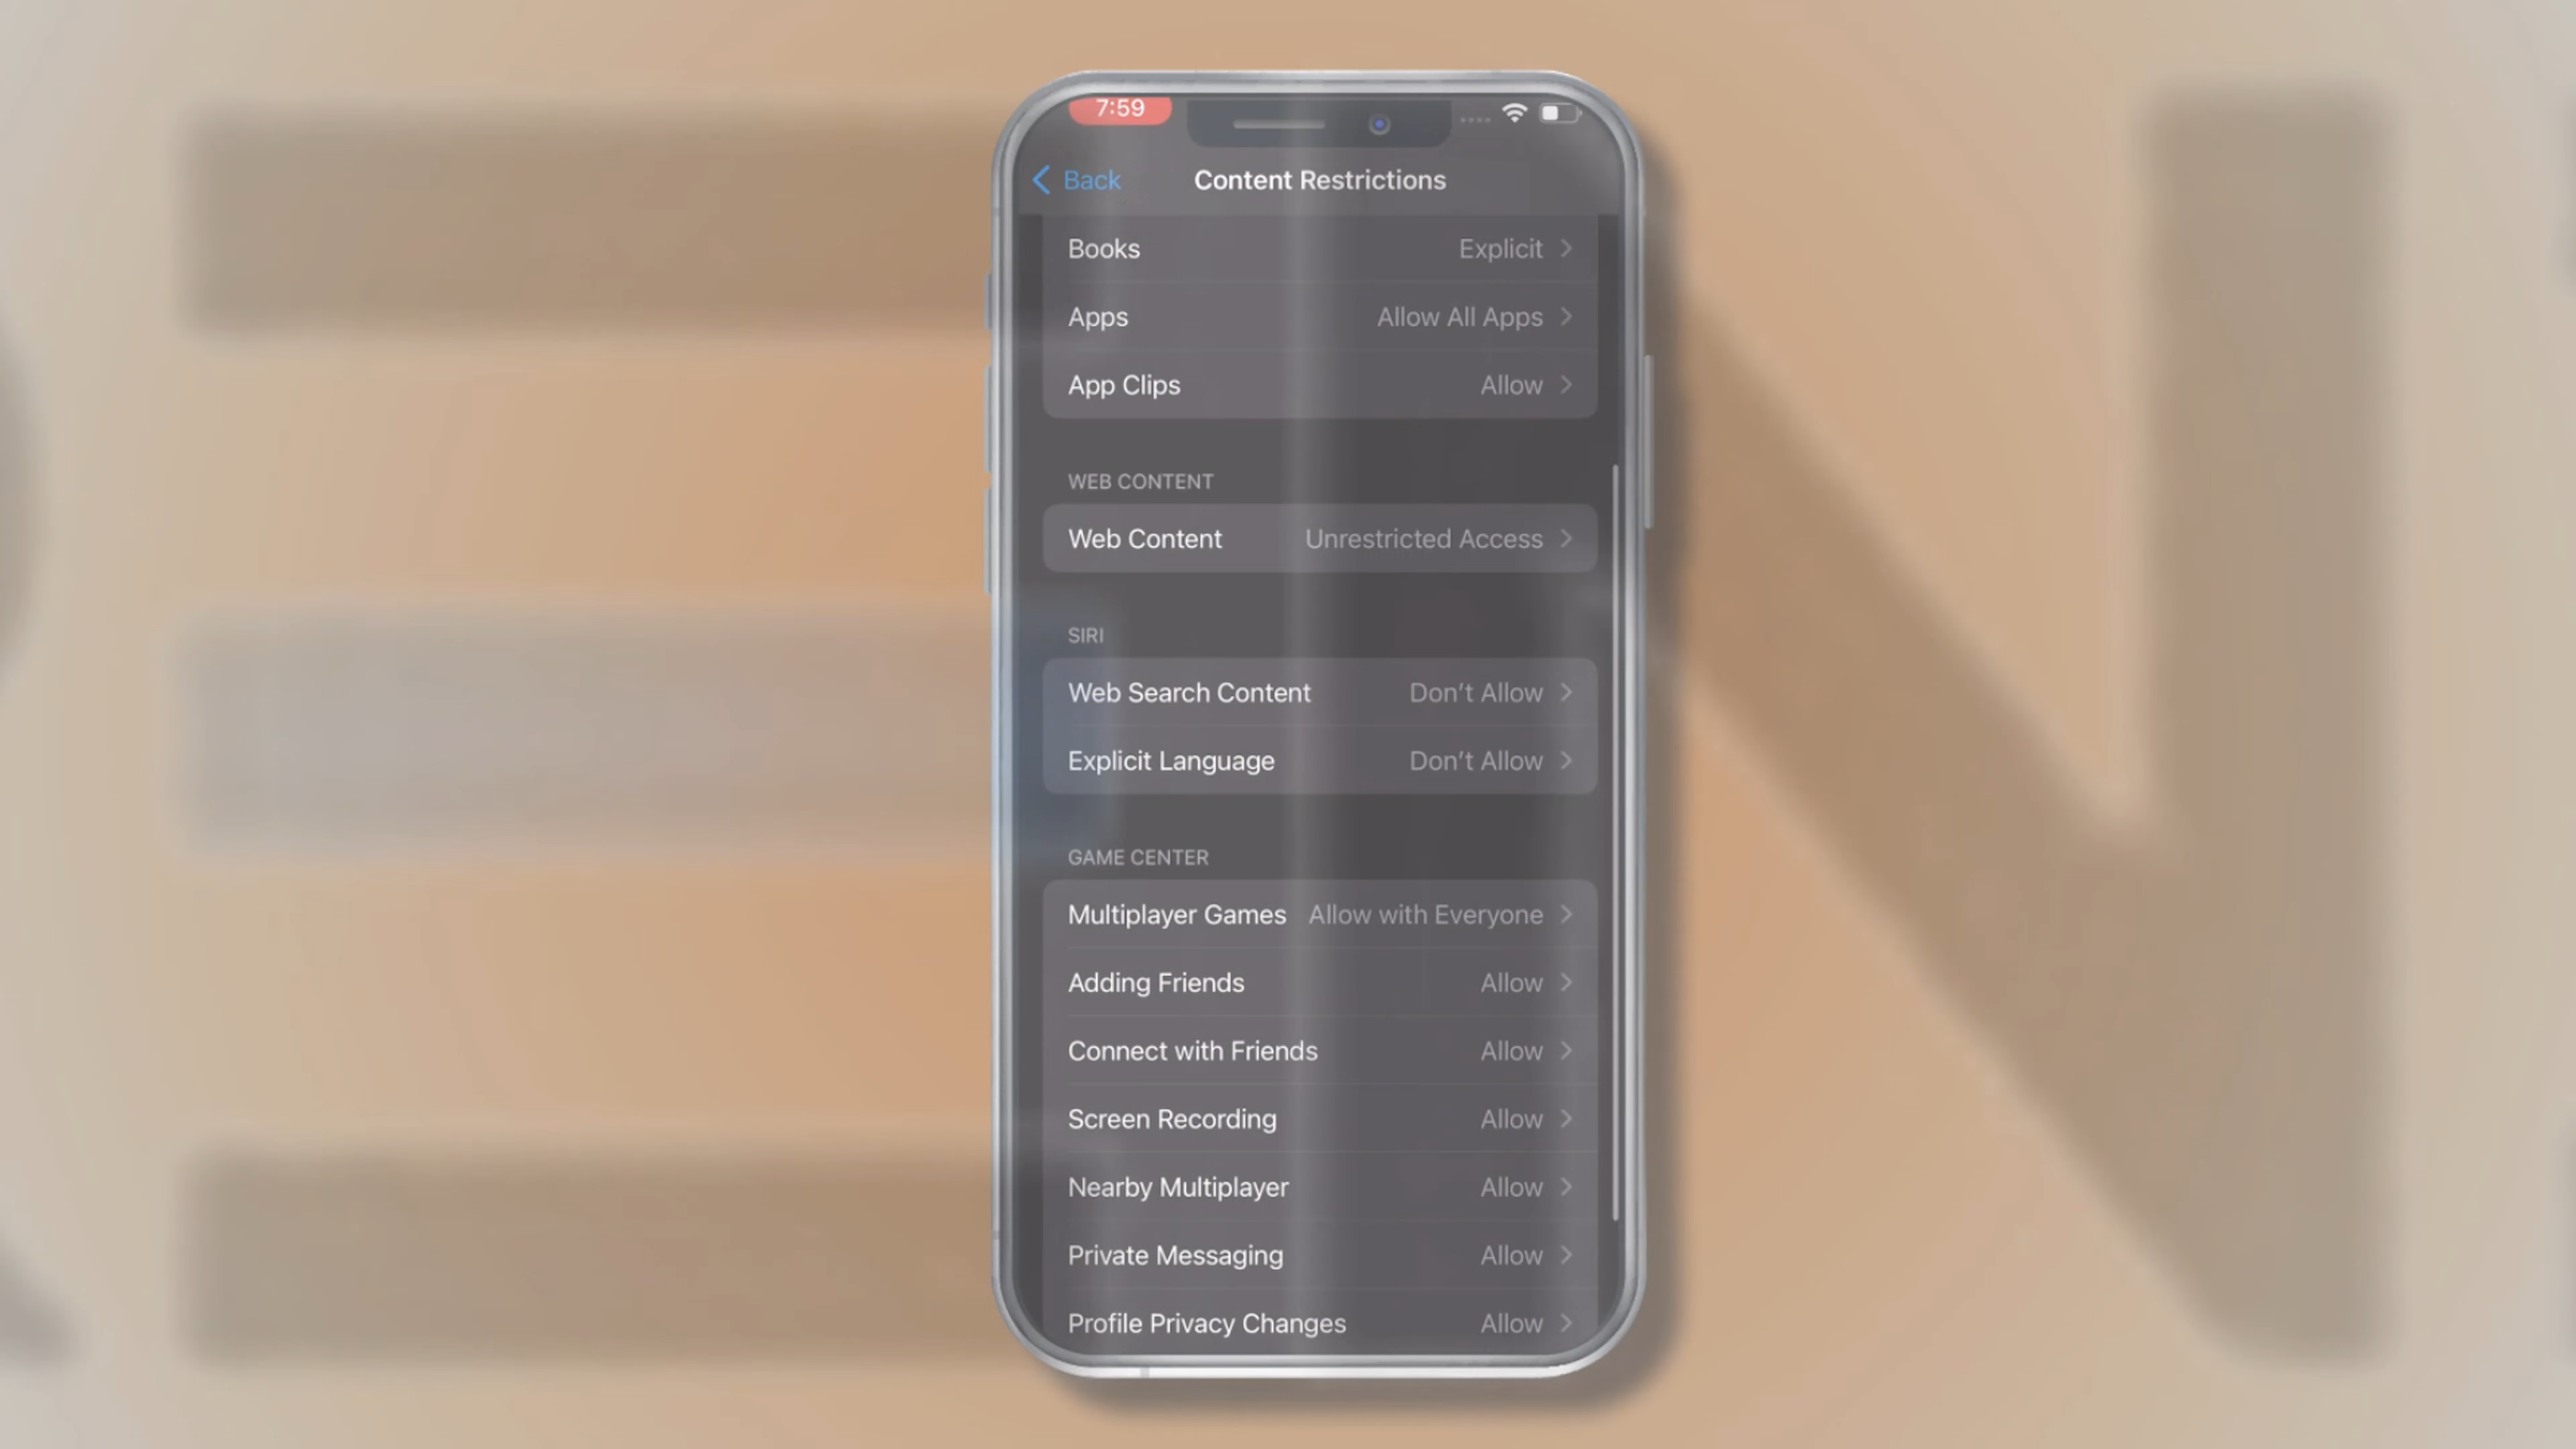 7:59
Back
Content Restrictions
Books Explicit
Apps Allow All Apps
App Clips Allow
WEB CONTENT
Web Content Unrestricted Access
SIRI
Web Search Content Don’t Allow
Explicit Language Don’t Allow
GAME CENTER
Multiplayer Games Allow with Everyone
Adding Friends Allow
Connect with Friends Allow
Screen Recording Allow
Nearby Multiplayer Allow
Private Messaging Allow
Profile Privacy Changes Allow